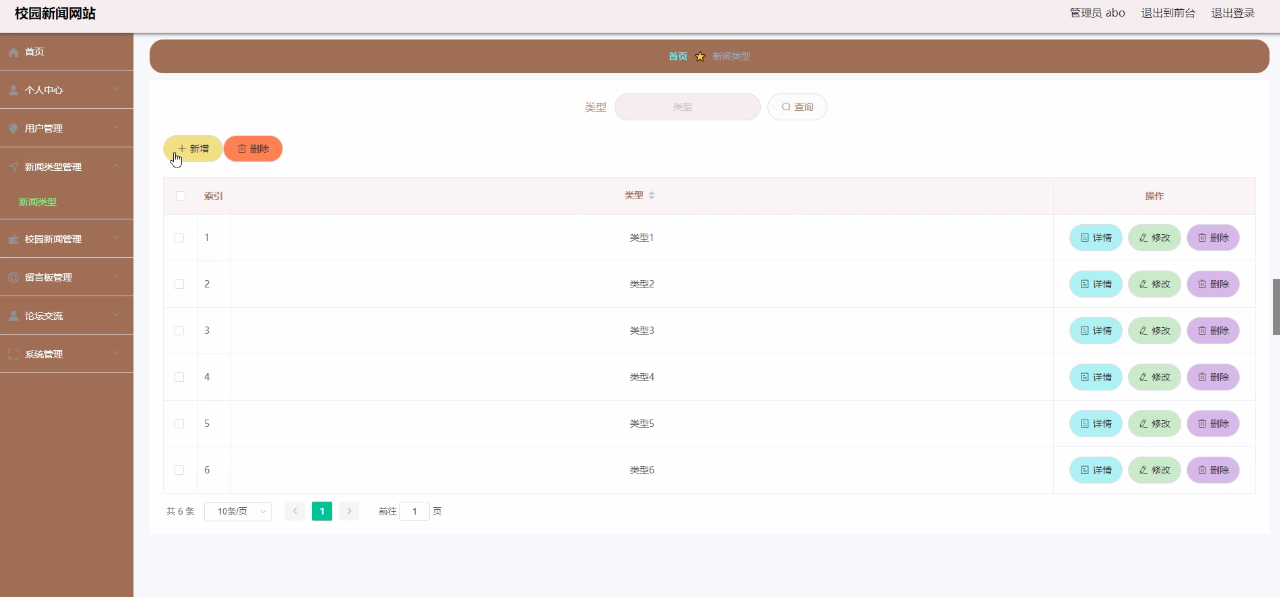 校园新闻网站
管理员 abo 退出到前台 退出登录
首页
个人中心
用户管理
新闻类型管理
新闻类型
校园新闻管理
留言板管理
论坛交流
系统管理
首页 新闻类型
类型 类型 查询
新增 删除
索引 类型 操作
1 类型1 详情 修改 删除
2 类型2 详情 修改 删除
3 类型3 详情 修改 删除
4 类型4 详情 修改 删除
5 类型5 详情 修改 删除
6 类型6 详情 修改 删除
共 6 条 10条/页 1 前往 1 页